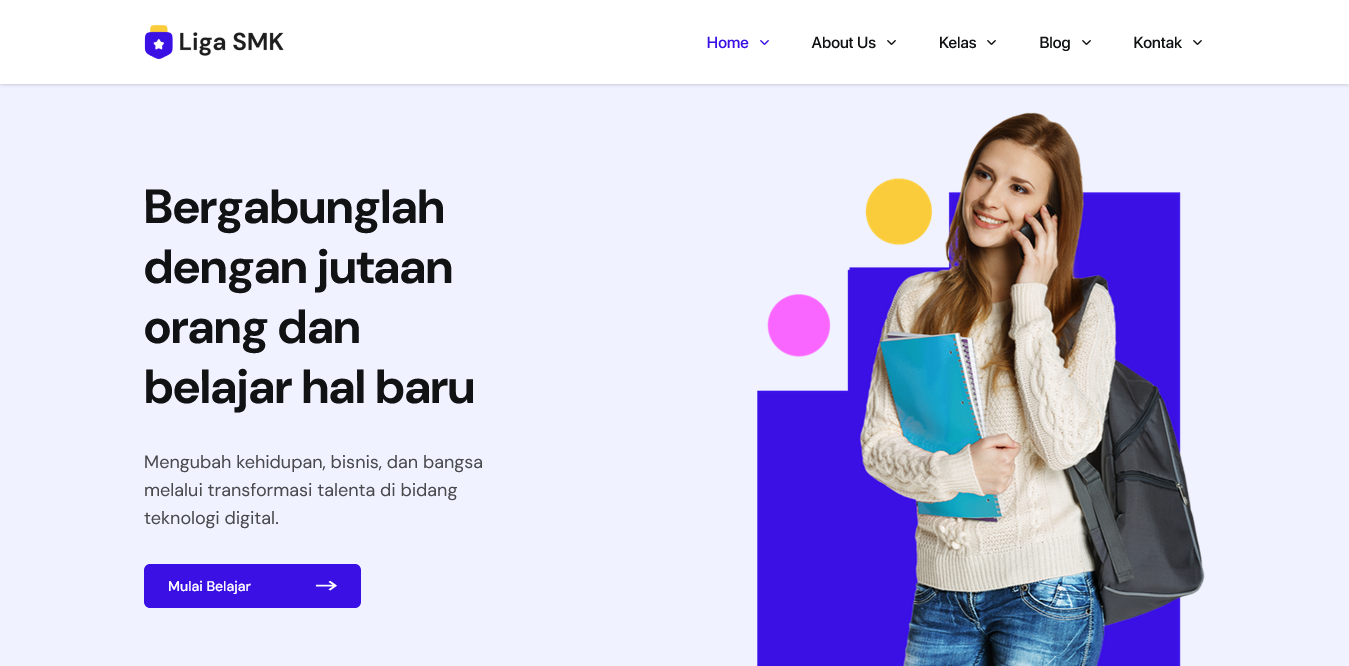 Liga SMK
Home About Us Kelas Blog Kontak
Bergabunglah
dengan jutaan
orang dan
belajar hal baru
Mengubah kehidupan, bisnis, dan bangsa
melalui transformasi talenta di bidang
teknologi digital.
Mulai Belajar